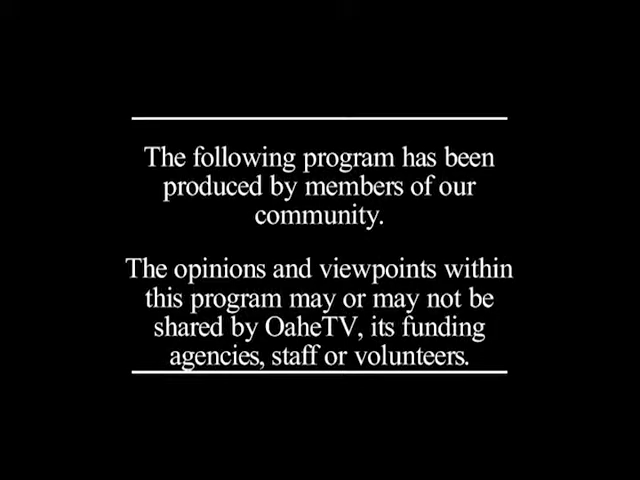 The following program has been
produced by members of our
community.
The opinions and viewpoints within
this program may or may not be
shared by OaheTV, its funding
agencies, staff or volunteers.